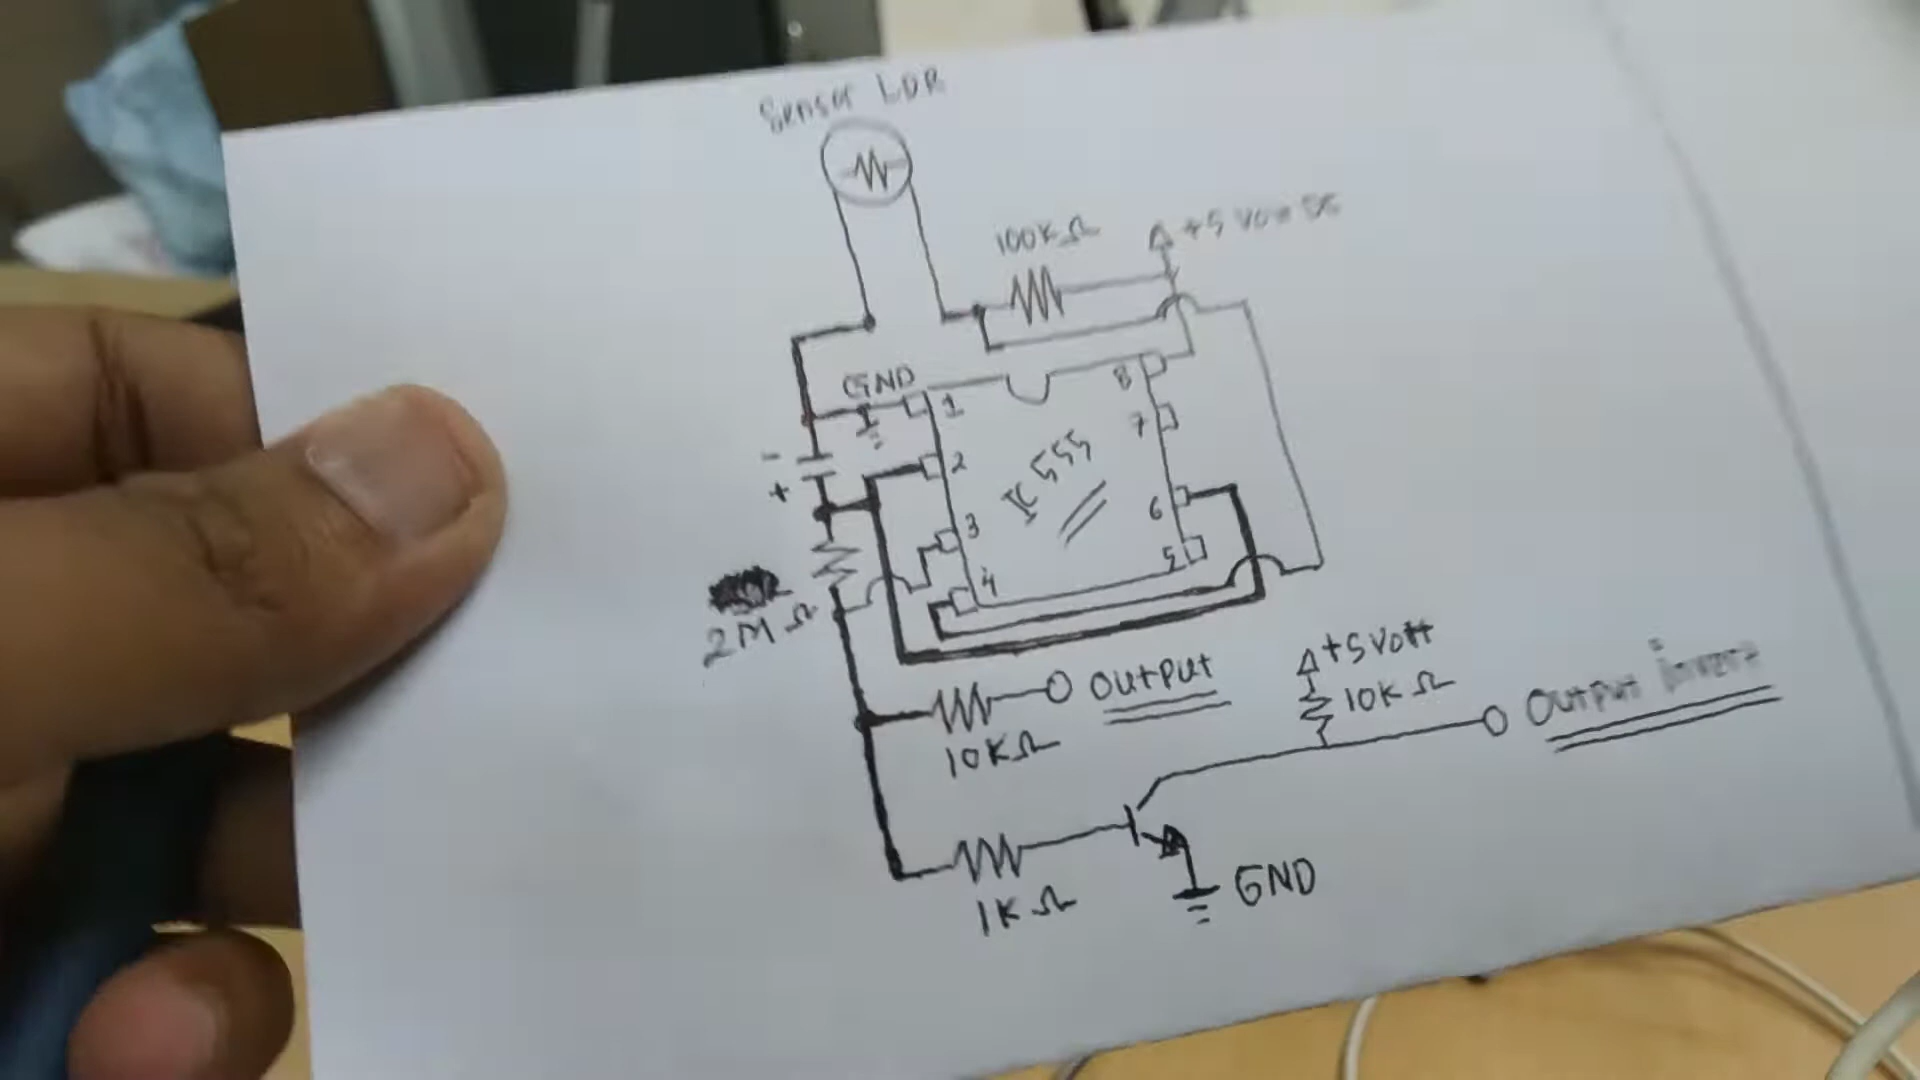 Sensor LDR
100KΩ
+5 Volt DC
GND
1
8
7
2
-
+
IC 555
3
6
5
4
2MΩ
+5 Volt
10KΩ
OUTPUT
OUTPUT invert
10KΩ
1KΩ
GND